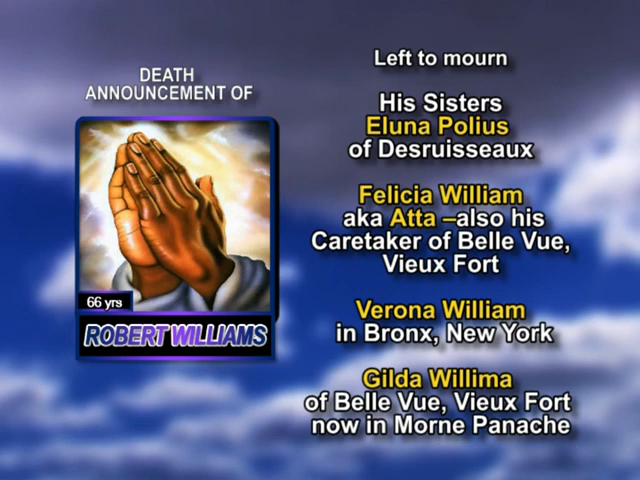 DEATH
ANNOUNCEMENT OF
66 yrs
ROBERT WILLIAMS
Left to mourn
His Sisters
Eluna Polius
of Desruisseaux
Felicia William
aka Atta –also his
Caretaker of Belle Vue,
Vieux Fort
Verona William
in Bronx, New York
Gilda Willima
of Belle Vue, Vieux Fort
now in Morne Panache